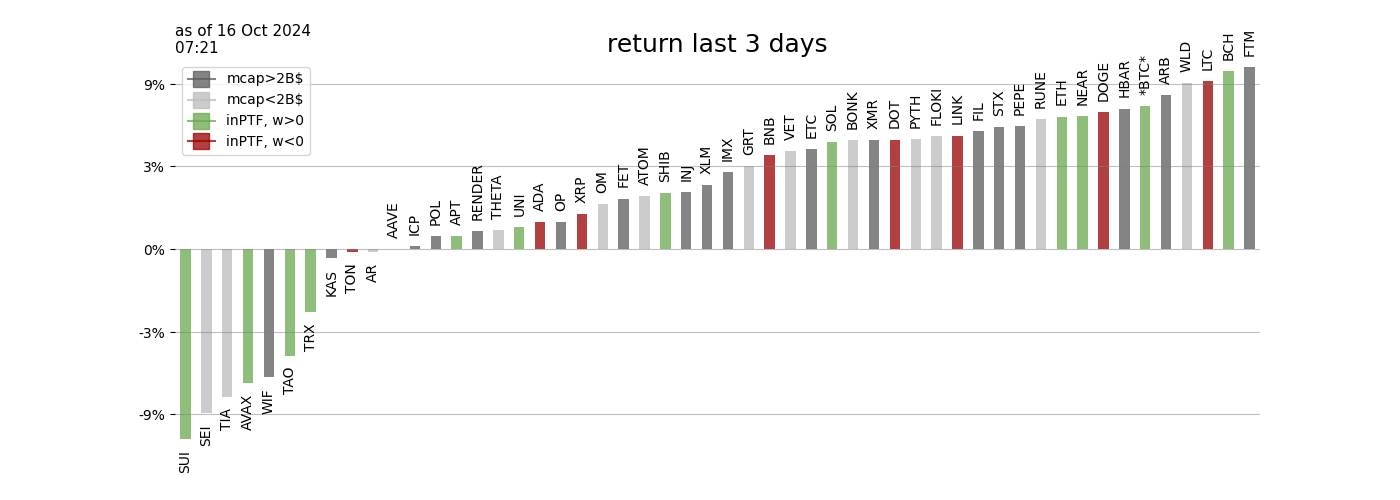 as of 16 Oct 2024
07:21
return last 3 days
mcap>2B$
mcap<2B$
inPTF, w>0
inPTF, w<0
9%
3%
0%
-3%
-9%
SUI
SEI
TIA
AVAX
WIF
TAO
TRX
KAS
TON
AR
AAVE
ICP
POL
APT
RENDER
THETA
UNI
ADA
OP
XRP
OM
FET
ATOM
SHIB
INJ
XLM
IMX
GRT
BNB
VET
ETC
SOL
BONK
XMR
DOT
PYTH
FLOKI
LINK
FIL
STX
PEPE
RUNE
ETH
NEAR
DOGE
HBAR
*BTC*
ARB
WLD
LTC
BCH
FTM